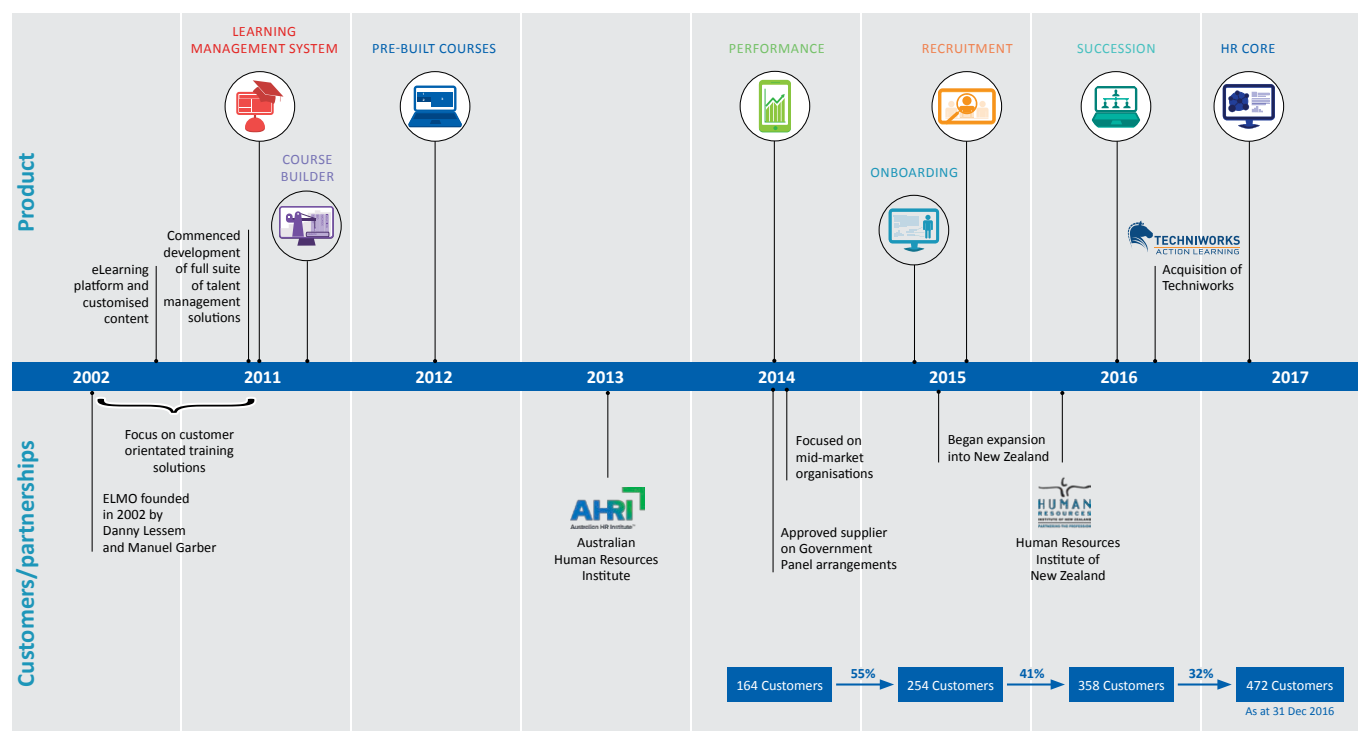 LEARNING
MANAGEMENT SYSTEM
PRE-BUILT COURSES
PERFORMANCE
RECRUITMENT
SUCCESSION
HR CORE
COURSE
BUILDER
ONBOARDING
Product
eLearning
platform and
customised
content
Commenced
development
of full suite
of talent
management
solutions
TECHNIWORKS
ACTION LEARNING
Acquisition of
Techniworks
2002 2011 2012 2013 2014 2015 2016 2017
Customers/partnerships
Focus on customer
orientated training
solutions
ELMO founded
in 2002 by
Danny Lessem
and Manuel Garber
AHRI
Australian HR Institute™
Australian
Human Resources
Institute
Focused on
mid-market
organisations
Approved supplier
on Government
Panel arrangements
Began expansion
into New Zealand
HUMAN
RESOURCES
INSTITUTE OF NEW ZEALAND
Human Resources
Institute of
New Zealand
164 Customers 55% 254 Customers 41% 358 Customers 32% 472 Customers
As at 31 Dec 2016